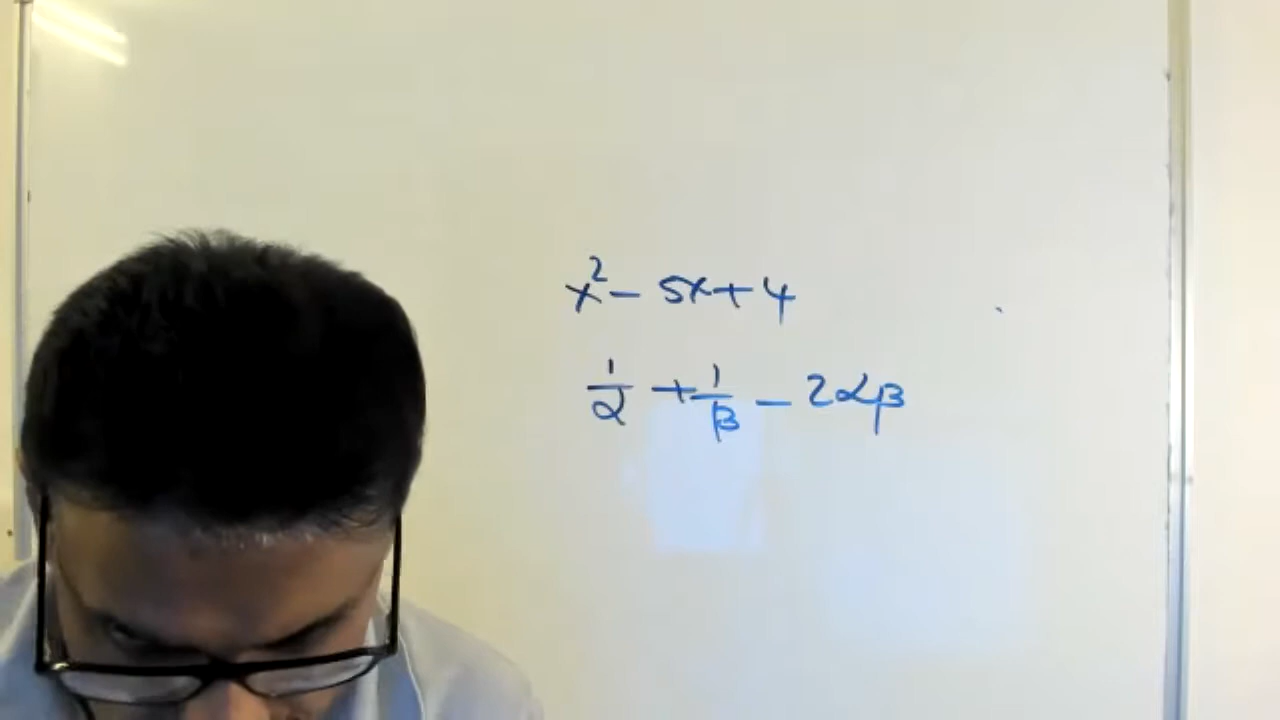 x² - 5x + 4
1/α + 1/β - 2αβ